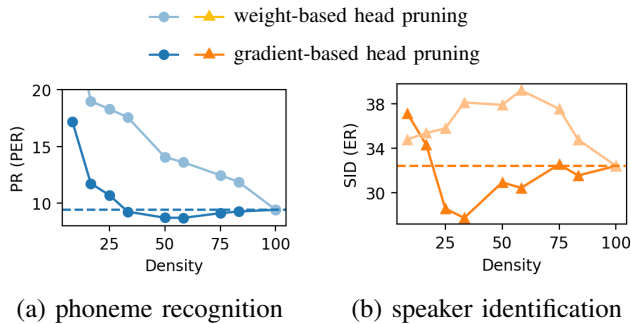 weight-based head pruning
gradient-based head pruning
20
15
10
PR (PER)
25 50 75 100
Density
38
34
30
SID (ER)
25 50 75 100
Density
(a) phoneme recognition
(b) speaker identification